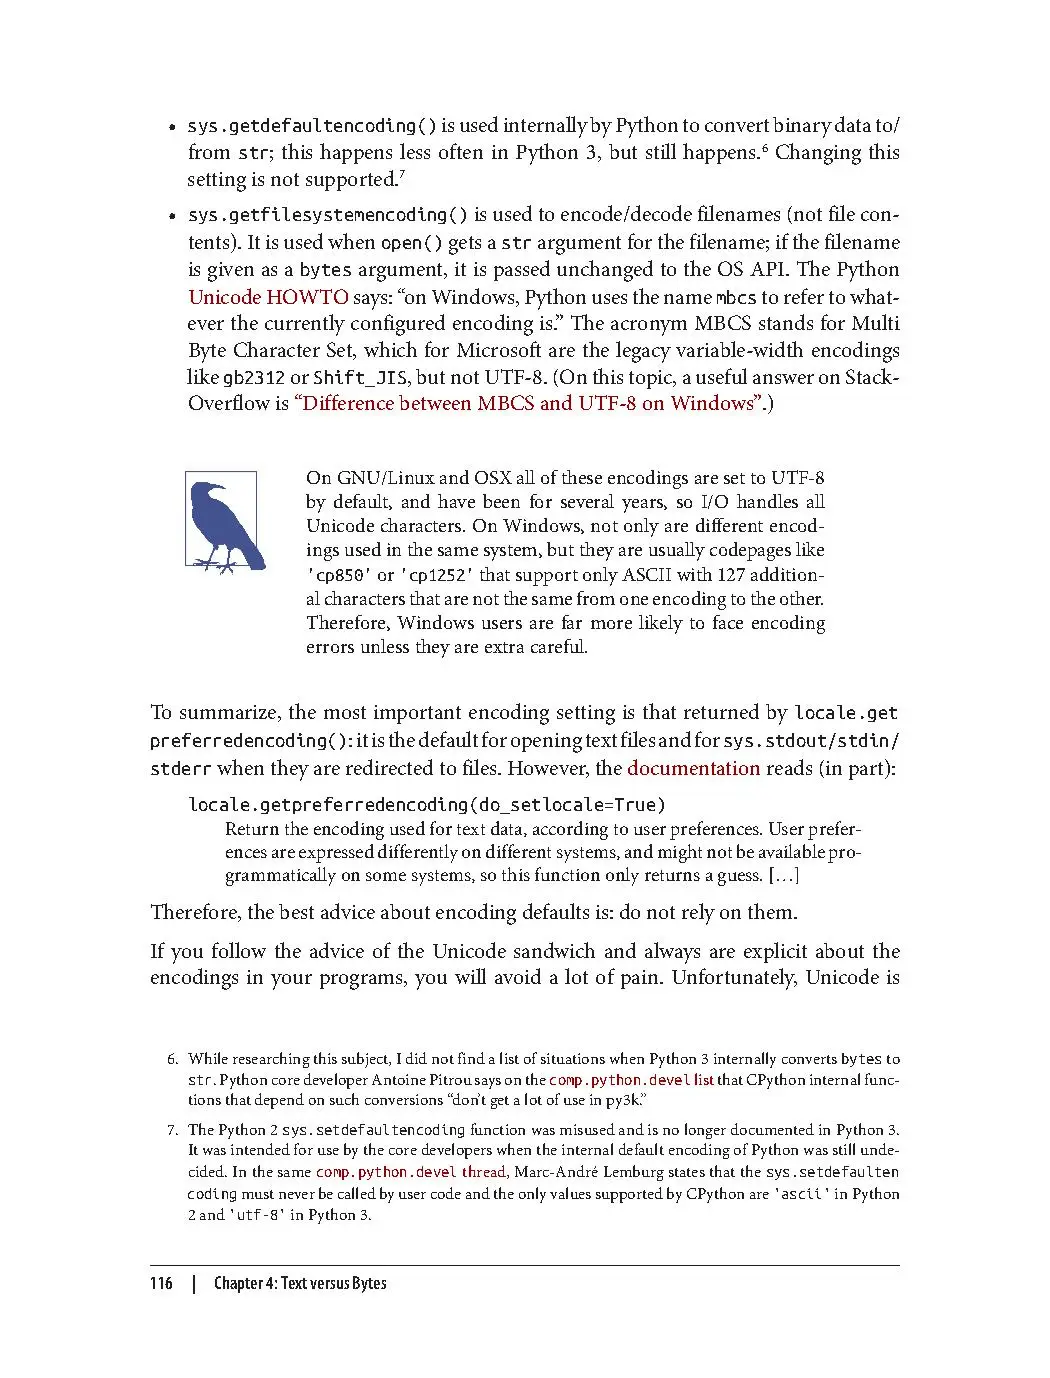 • sys.getdefaultencoding() is used internally by Python to convert binary data to/
from str; this happens less often in Python 3, but still happens.6 Changing this
setting is not supported.7
• sys.getfilesystemencoding() is used to encode/decode filenames (not file con-
tents). It is used when open() gets a str argument for the filename; if the filename
is given as a bytes argument, it is passed unchanged to the OS API. The Python
Unicode HOWTO says: “on Windows, Python uses the name mbcs to refer to what-
ever the currently configured encoding is.” The acronym MBCS stands for Multi
Byte Character Set, which for Microsoft are the legacy variable-width encodings
like gb2312 or Shift_JIS, but not UTF-8. (On this topic, a useful answer on Stack-
Overflow is “Difference between MBCS and UTF-8 on Windows”.)
On GNU/Linux and OSX all of these encodings are set to UTF-8
by default, and have been for several years, so I/O handles all
Unicode characters. On Windows, not only are different encod-
ings used in the same system, but they are usually codepages like
'cp850' or 'cp1252' that support only ASCII with 127 addition-
al characters that are not the same from one encoding to the other.
Therefore, Windows users are far more likely to face encoding
errors unless they are extra careful.
To summarize, the most important encoding setting is that returned by locale.get
preferredencoding(): it is the default for opening text files and for sys.stdout/stdin/
stderr when they are redirected to files. However, the documentation reads (in part):
locale.getpreferredencoding(do_setlocale=True)
Return the encoding used for text data, according to user preferences. User prefer-
ences are expressed differently on different systems, and might not be available pro-
grammatically on some systems, so this function only returns a guess. […]
Therefore, the best advice about encoding defaults is: do not rely on them.
If you follow the advice of the Unicode sandwich and always are explicit about the
encodings in your programs, you will avoid a lot of pain. Unfortunately, Unicode is
6. While researching this subject, I did not find a list of situations when Python 3 internally converts bytes to
str. Python core developer Antoine Pitrou says on the comp.python.devel list that CPython internal func-
tions that depend on such conversions “don’t get a lot of use in py3k.”
7. The Python 2 sys.setdefaultencoding function was misused and is no longer documented in Python 3.
It was intended for use by the core developers when the internal default encoding of Python was still unde-
cided. In the same comp.python.devel thread, Marc-André Lemburg states that the sys.setdefaulten
coding must never be called by user code and the only values supported by CPython are 'ascii' in Python
2 and 'utf-8' in Python 3.
116 | Chapter 4: Text versus Bytes